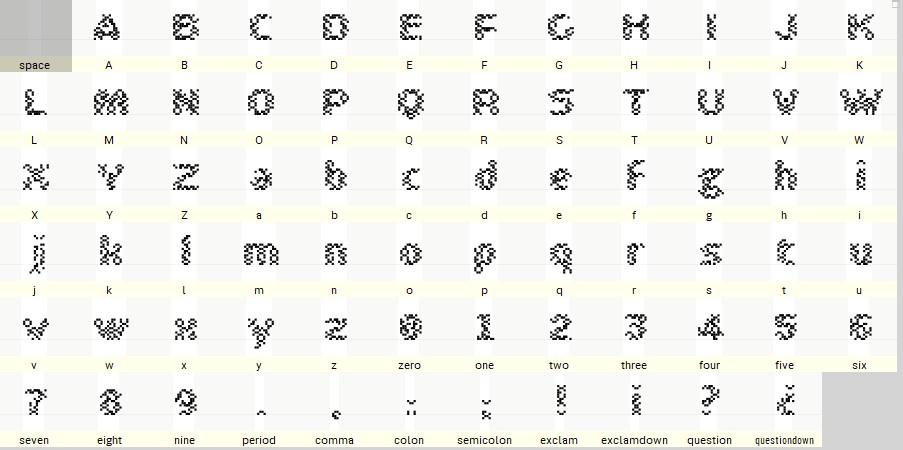 A B C D E F G H I J K
space A B C D E F G H I J K
L M N O P Q R S T U V W
L M N O P Q R S T U V W
X Y Z a b c d e f g h i
X Y Z a b c d e f g h i
j k l m n o p q r s t u
j k l m n o p q r s t u
v w x y z 0 1 2 3 4 5 6
v w x y z zero one two three four five six
7 8 9 . , : ; ! ¡ ? ¿
seven eight nine period comma colon semicolon exclam exclamdown question questiondown